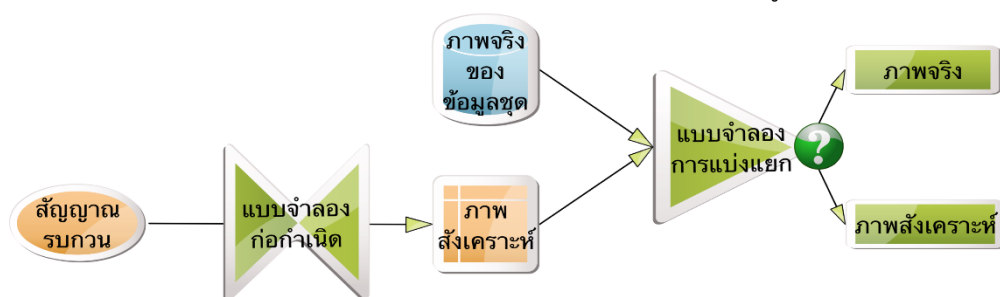 ภาพจริง
ของ
ข้อมูลชุด
ภาพจริง
แบบจำลอง
การแบ่งแยก
?
สัญญาณ
รบกวน
แบบจำลอง
ก่อกำเนิด
ภาพ
สังเคราะห์
ภาพสังเคราะห์